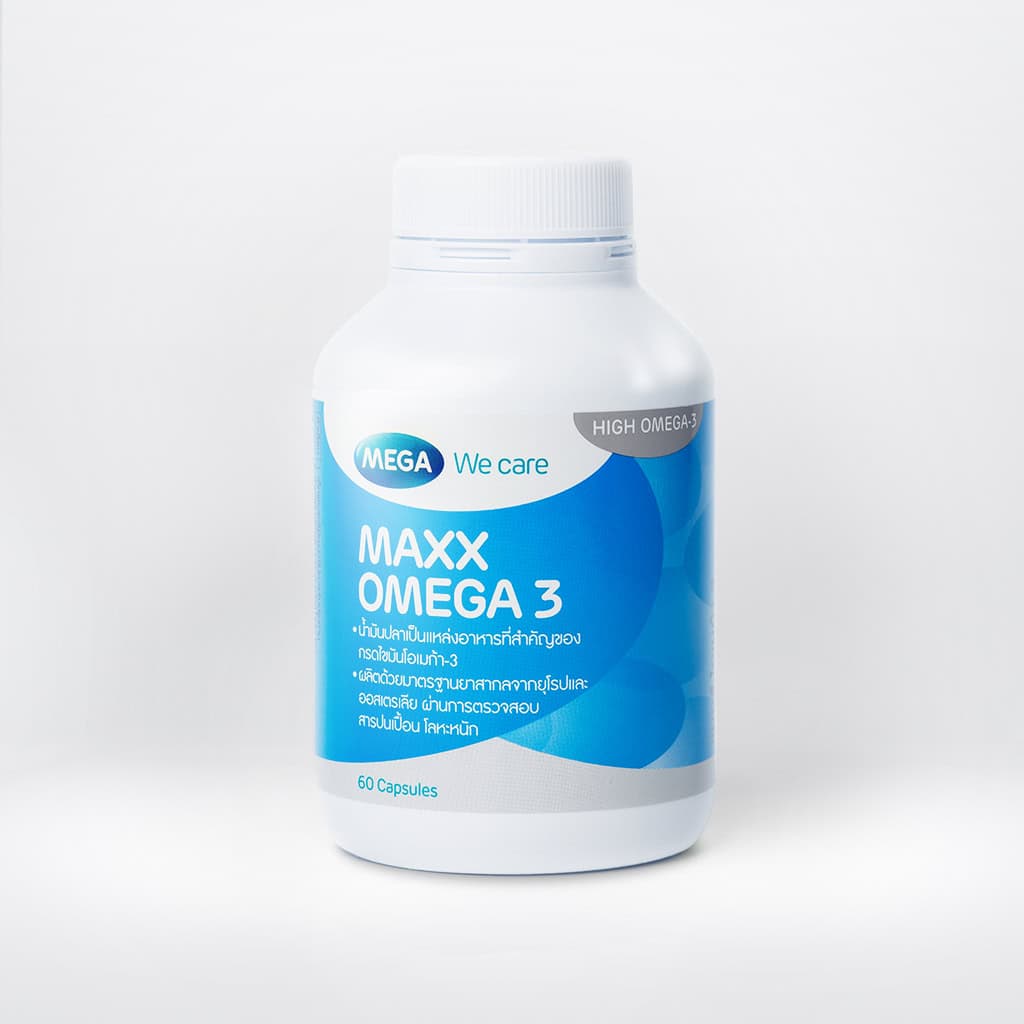 HIGH OMEGA-3
MEGA We care
MAXX
OMEGA 3
• น้ำมันปลาเป็นแหล่งอาหารที่สำคัญของ
กรดไขมันโอเมก้า-3
• ผลิตด้วยมาตรฐานยาสากลจากยุโรปและ
ออสเตรเลีย ผ่านการตรวจสอบ
สารปนเปื้อน โลหะหนัก
60 Capsules